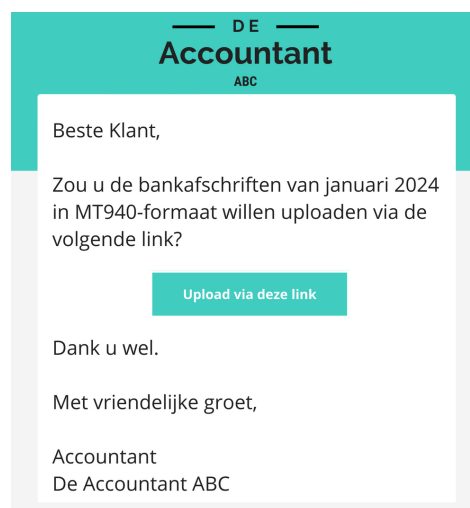 DE
Accountant
ABC
Beste Klant,
Zou u de bankafschriften van januari 2024
in MT940-formaat willen uploaden via de
volgende link?
Upload via deze link
Dank u wel.
Met vriendelijke groet,
Accountant
De Accountant ABC